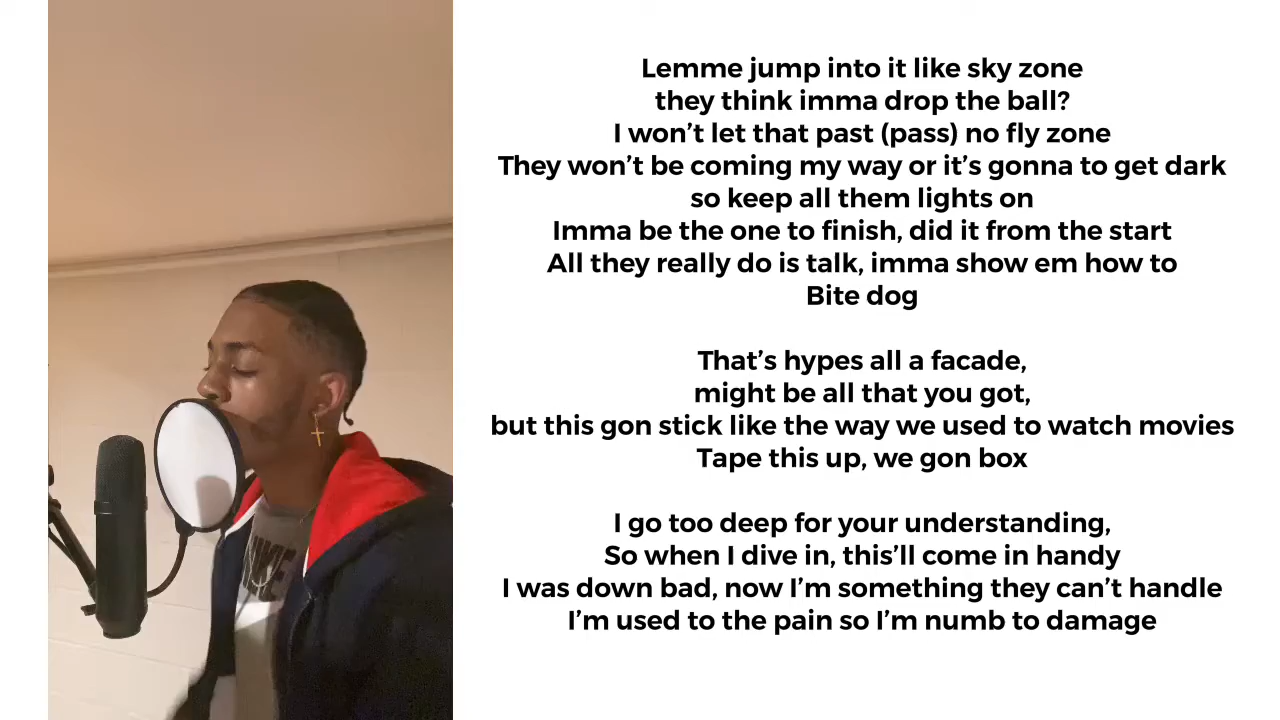 Lemme jump into it like sky zone
they think imma drop the ball?
I won’t let that past (pass) no fly zone
They won’t be coming my way or it’s gonna to get dark
so keep all them lights on
Imma be the one to finish, did it from the start
All they really do is talk, imma show em how to
Bite dog
That’s hypes all a facade,
might be all that you got,
but this gon stick like the way we used to watch movies
Tape this up, we gon box
I go too deep for your understanding,
So when I dive in, this’ll come in handy
I was down bad, now I’m something they can’t handle
I’m used to the pain so I’m numb to damage
NIKE